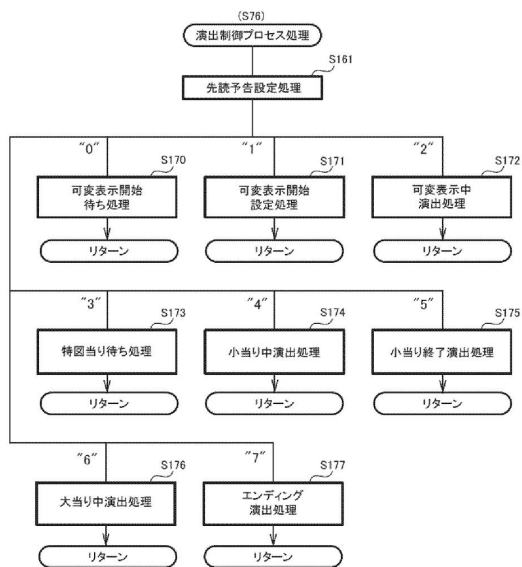 (S76)
演出制御プロセス処理
S161
先読予告設定処理
"0"
"1"
"2"
S170
S171
S172
可変表示開始
待ち処理
可変表示開始
設定処理
可変表示中
演出処理
リターン
リターン
リターン
"3"
"4"
"5"
S173
S174
S175
特図当り待ち処理
小当り中演出処理
小当り終了演出処理
リターン
リターン
リターン
"6"
"7"
S176
S177
大当り中演出処理
エンディング
演出処理
リターン
リターン